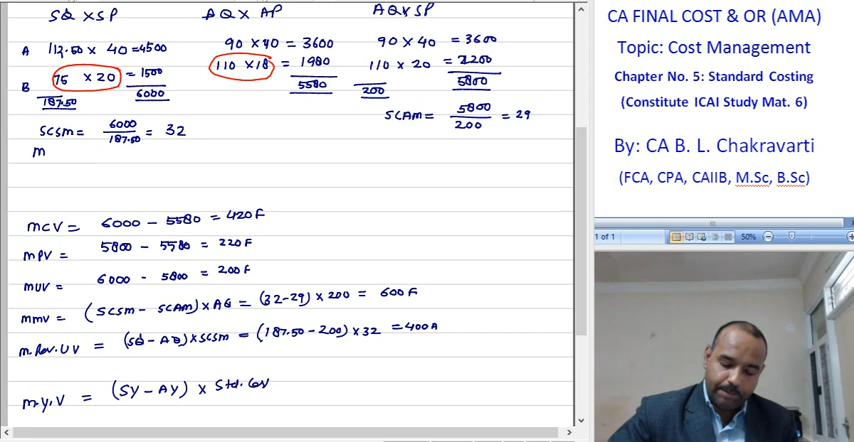 SQ X SP AQ X AP AQ X SP
A 112.50 X 40 = 4500 90 X 40 = 3600 90 X 40 = 3600
B 75 X 20 = 1500 110 X 18 = 1980 110 X 20 = 2200
187.50 6000 5580 200 5800
SCSM = 6000/187.50 = 32 SCAM = 5800/200 = 29
m
MCV = 6000 - 5580 = 420 F
MPV = 5800 - 5580 = 220 F
MUV = 6000 - 5800 = 200 F
MMV = (SCSM - SCAM) X AQ = (32-29) X 200 = 600 F
M.Rev.UV = (SQ - AQ) X SCSM = (187.50 - 200) X 32 = 400 A
M.Y.V = (SY - AY) X Std.
CA FINAL COST & OR (AMA)
Topic: Cost Management
Chapter No. 5: Standard Costing
(Constitute ICAI Study Mat. 6)
By: CA B. L. Chakravarti
(FCA, CPA, CAIIB, M.Sc, B.Sc)
1 of 1 50%